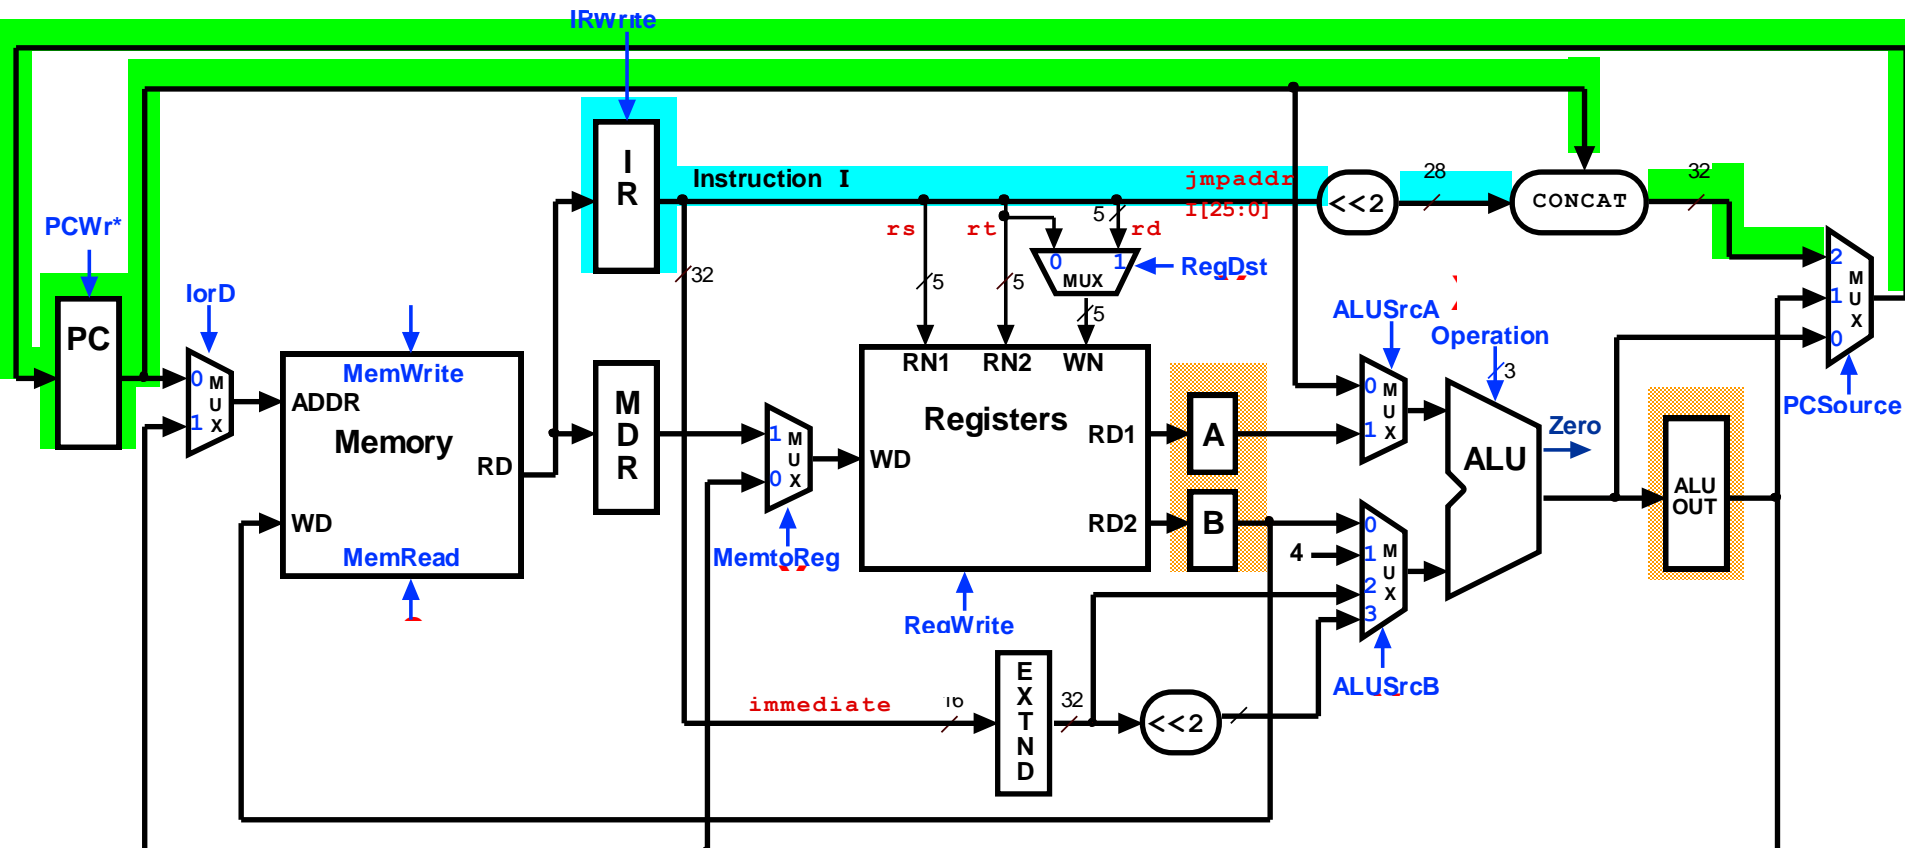 IRWrite
I
R
Instruction I
jmpaddr
I[25:0]
<<2
28
CONCAT
32
rs
rt
5
rd
32
5
5
0 1
MUX
RegDst
5
PCWr*
PC
IorD
0
1
M
U
X
MemWrite
ADDR
Memory
RD
WD
MemRead
M
D
R
1
0
M
U
X
MemtoReg
RN1 RN2 WN
Registers
RD1
WD
RD2
RegWrite
A
B
4
ALUSrcA
0
1
M
U
X
Operation
3
0
1
2
3
M
U
X
ALUSrcB
ALU
Zero
ALU
OUT
2
1
0
M
U
X
PCSource
immediate
16
E
X
T
N
D
32
<<2